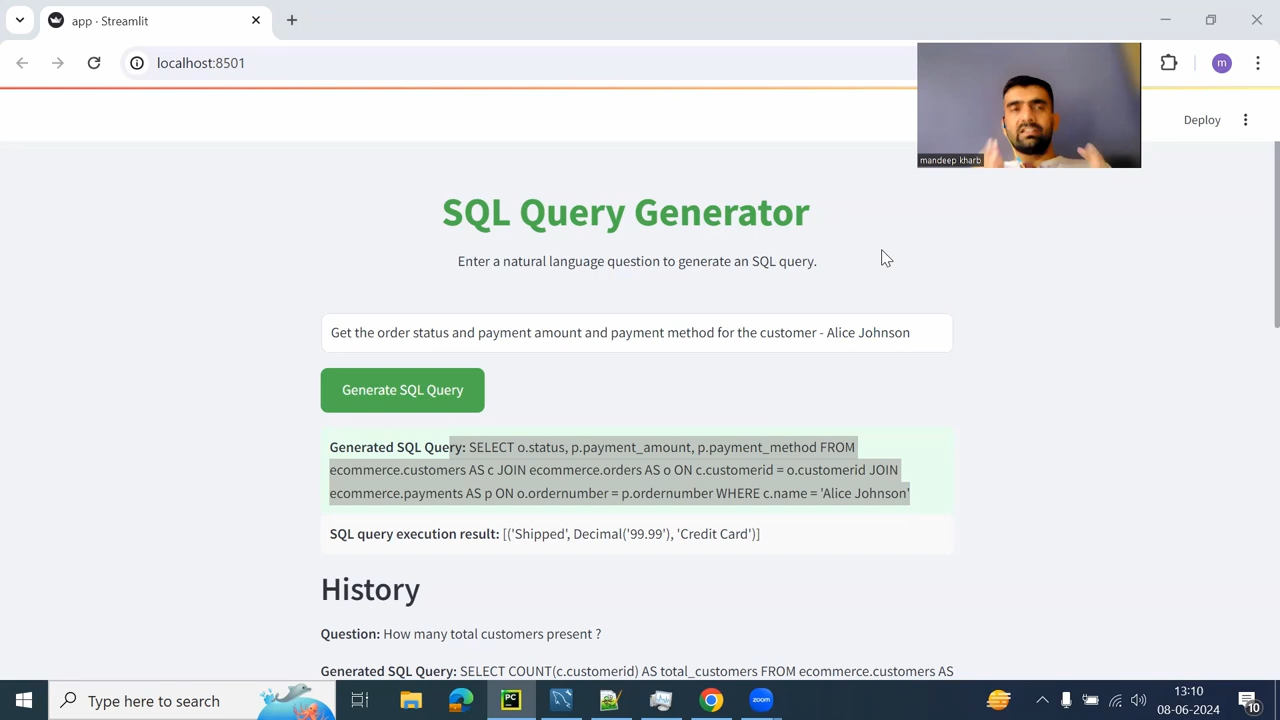 app · Streamlit
localhost:8501
mandeep kharb
Deploy
SQL Query Generator
Enter a natural language question to generate an SQL query.
Get the order status and payment amount and payment method for the customer - Alice Johnson
Generate SQL Query
Generated SQL Query: SELECT o.status, p.payment_amount, p.payment_method FROM
ecommerce.customers AS c JOIN ecommerce.orders AS o ON c.customerid = o.customerid JOIN
ecommerce.payments AS p ON o.ordernumber = p.ordernumber WHERE c.name = 'Alice Johnson'
SQL query execution result: [('Shipped', Decimal('99.99'), 'Credit Card')]
History
Question: How many total customers present ?
Generated SQL Query: SELECT COUNT(c.customerid) AS total_customers FROM ecommerce.customers AS
Type here to search
PC
zoom
13:10
08-06-2024
10
m